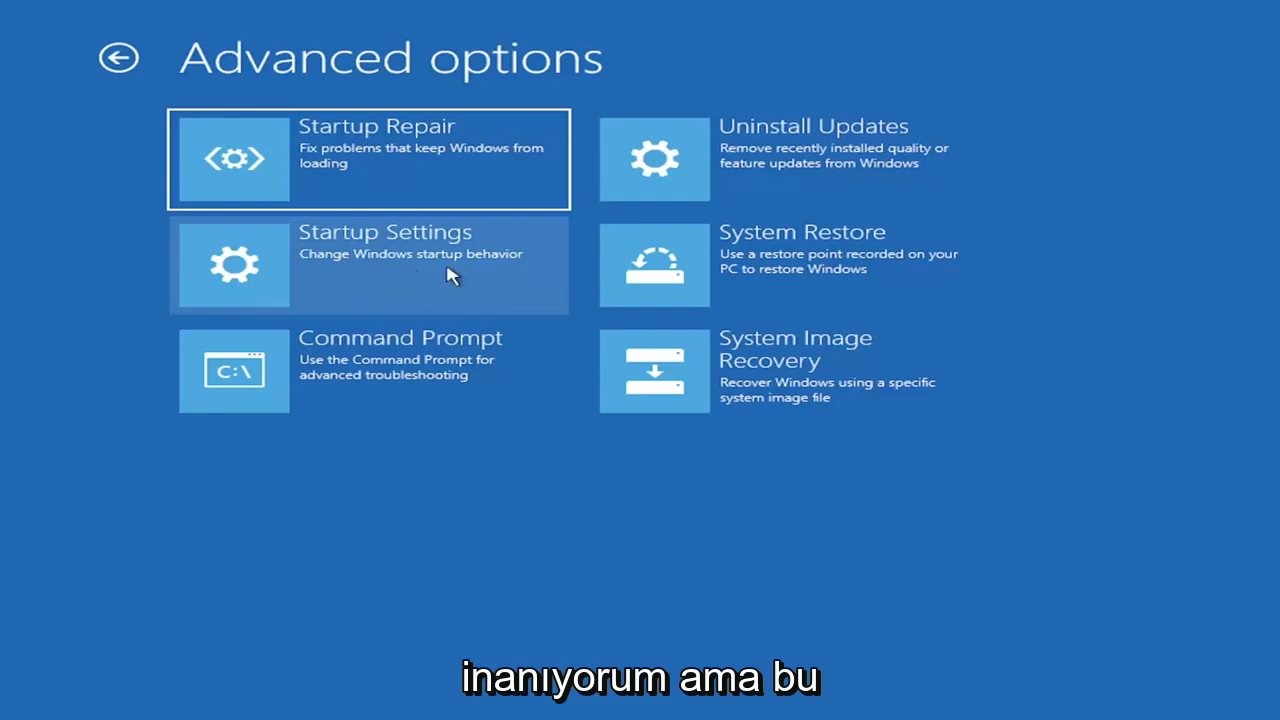 Advanced options
Startup Repair
Fix problems that keep Windows from
loading
Uninstall Updates
Remove recently installed quality or
feature updates from Windows
Startup Settings
Change Windows startup behavior
System Restore
Use a restore point recorded on your
PC to restore Windows
Command Prompt
Use the Command Prompt for
advanced troubleshooting
C:\
System Image
Recovery
Recover Windows using a specific
system image file
inanıyorum ama bu